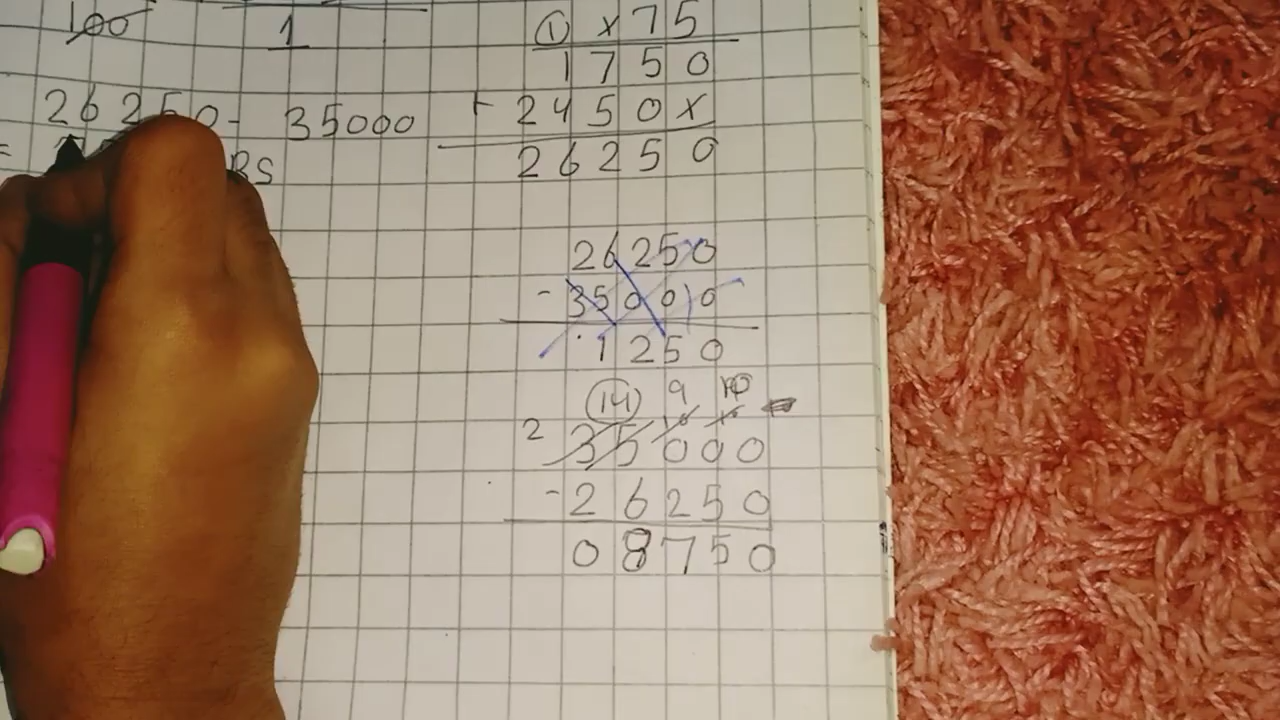 100 1
① x75
1750
26250- 35000
+2450x
=
RS
26250
26250
-35000
1250
14 9 10
2 35000
-26250
08750